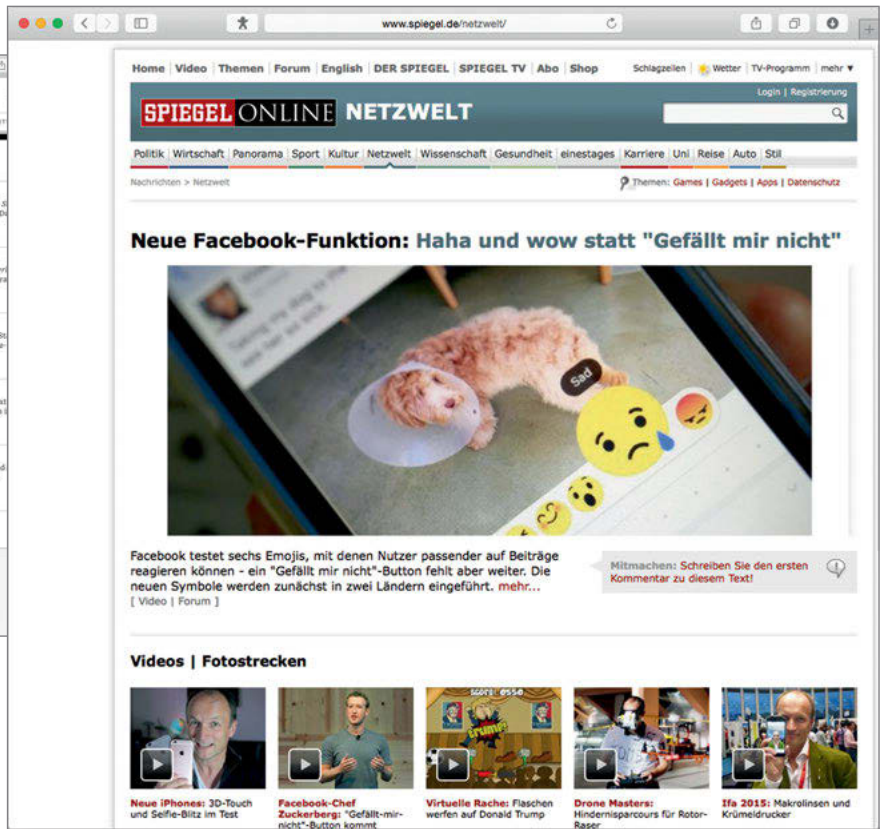 www.spiegel.de/netzwelt/
Home | Video | Themen | Forum | English | DER SPIEGEL | SPIEGEL TV | Abo | Shop
Schlagzeilen | Wetter | TV-Programm | mehr ▼
Login | Registrierung
SPIEGEL ONLINE NETZWELT
Politik | Wirtschaft | Panorama | Sport | Kultur | Netzwelt | Wissenschaft | Gesundheit | einestages | Karriere | Uni | Reise | Auto | Stil
Nachrichten > Netzwelt
Themen: Games | Gadgets | Apps | Datenschutz
Neue Facebook-Funktion: Haha und wow statt "Gefällt mir nicht"
Sad
Facebook testet sechs Emojis, mit denen Nutzer passender auf Beiträge
reagieren können - ein "Gefällt mir nicht"-Button fehlt aber weiter. Die
neuen Symbole werden zunächst in zwei Ländern eingeführt. mehr...
[ Video | Forum ]
Mitmachen: Schreiben Sie den ersten
Kommentar zu diesem Text!
Videos | Fotostrecken
Neue iPhones: 3D-Touch
und Selfie-Blitz im Test
Facebook-Chef
Zuckerberg: "Gefällt-mir-
nicht"-Button kommt
Virtuelle Rache: Flaschen
werfen auf Donald Trump
Drone Masters:
Hindernisparcours für Rotor-
Raser
Ifa 2015: Makrolinsen und
Krümeldrucker